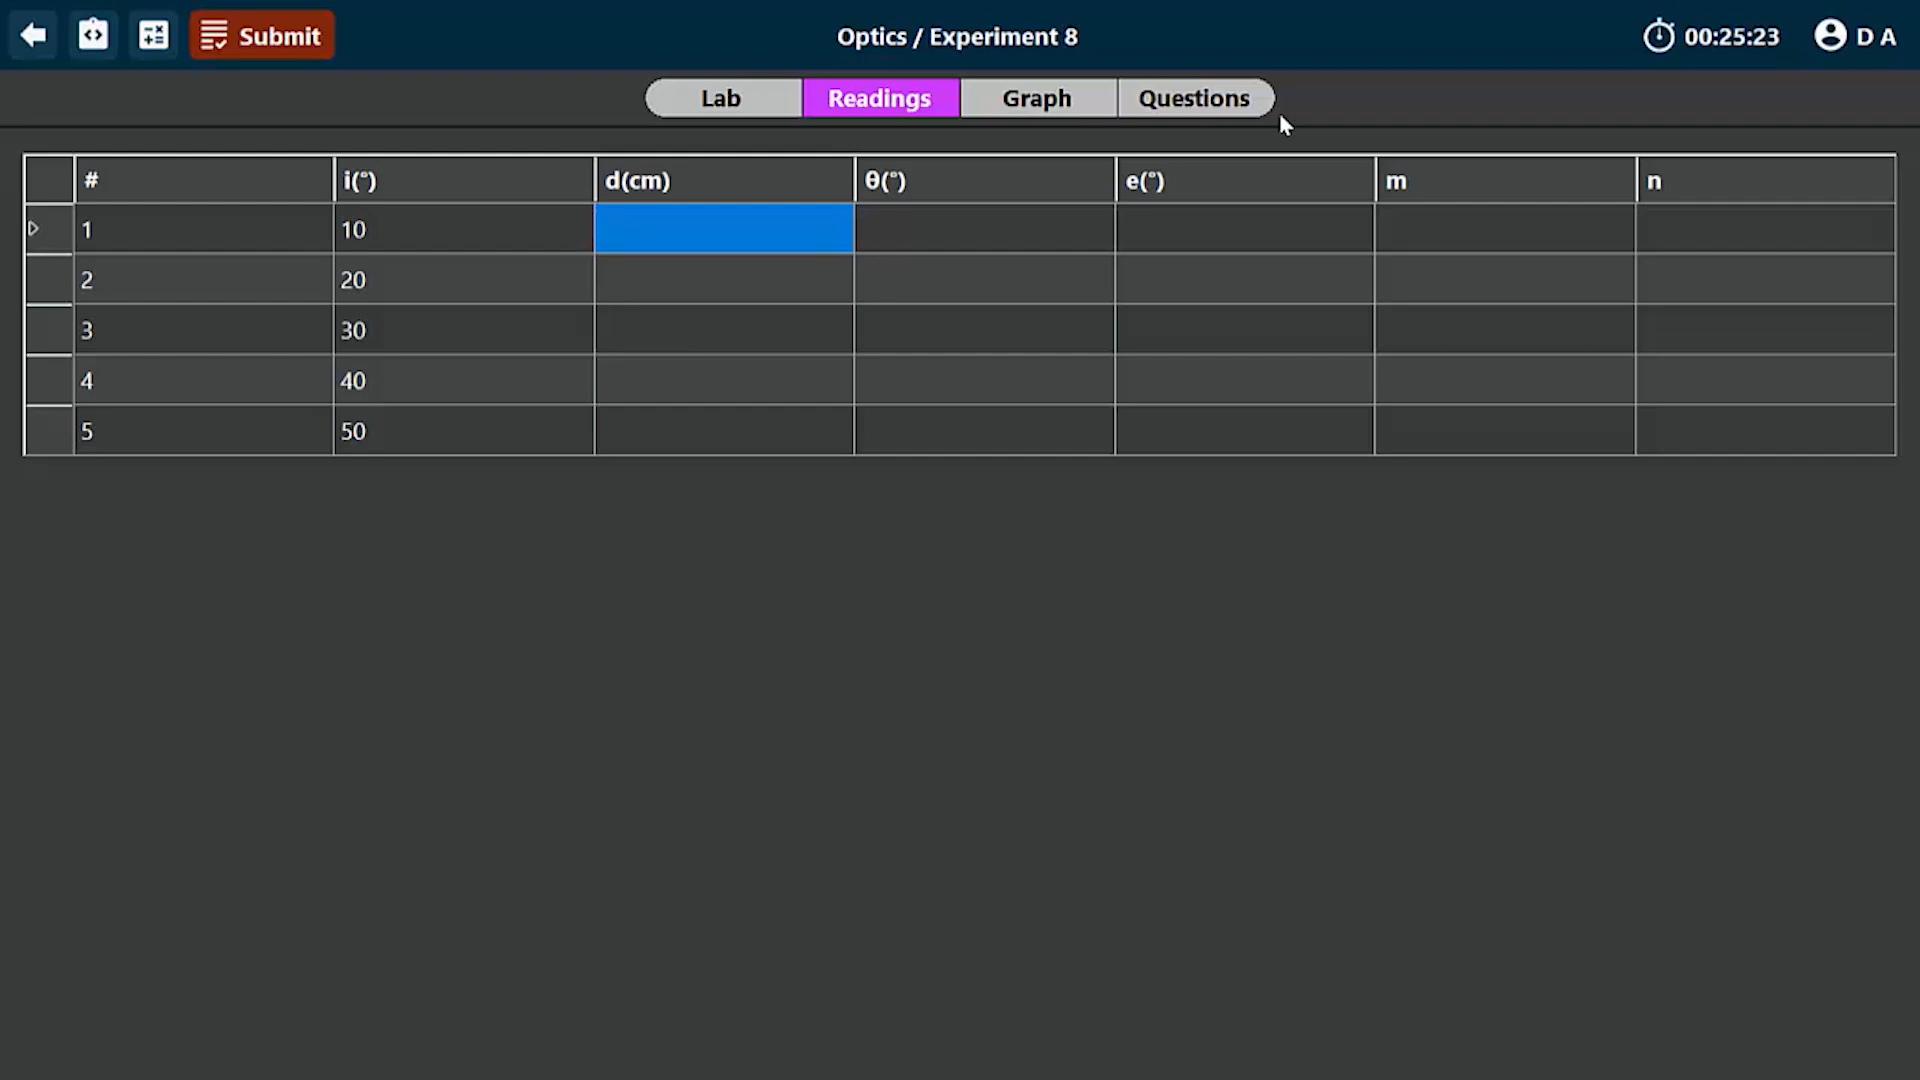 Submit
Optics / Experiment 8
00:25:23
D A
Lab
Readings
Graph
Questions
# i(°) d(cm) θ(°) e(°) m n
1 10
2 20
3 30
4 40
5 50